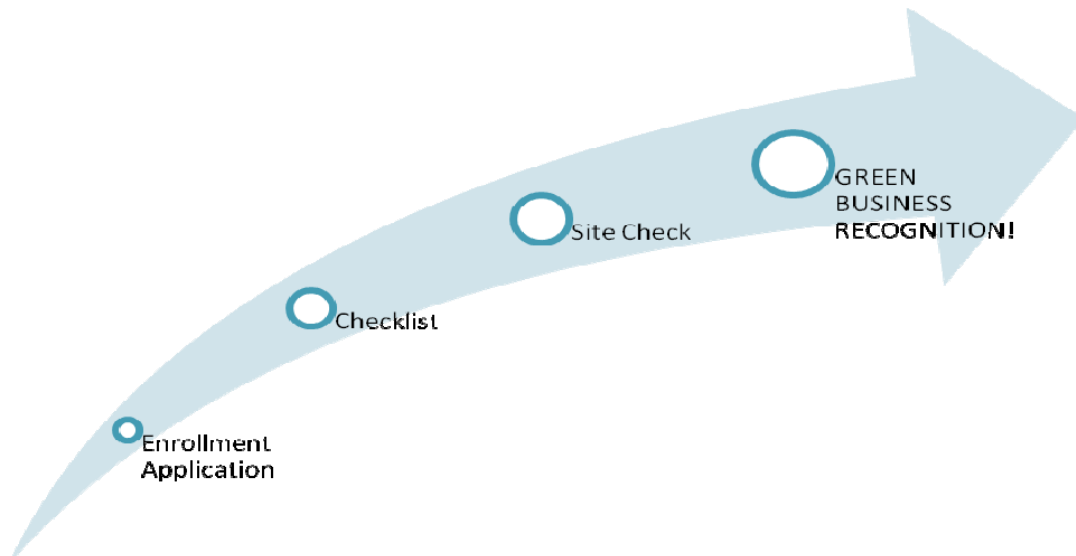 GREEN
BUSINESS
RECOGNITION!
Site Check
Checklist
Enrollment
Application